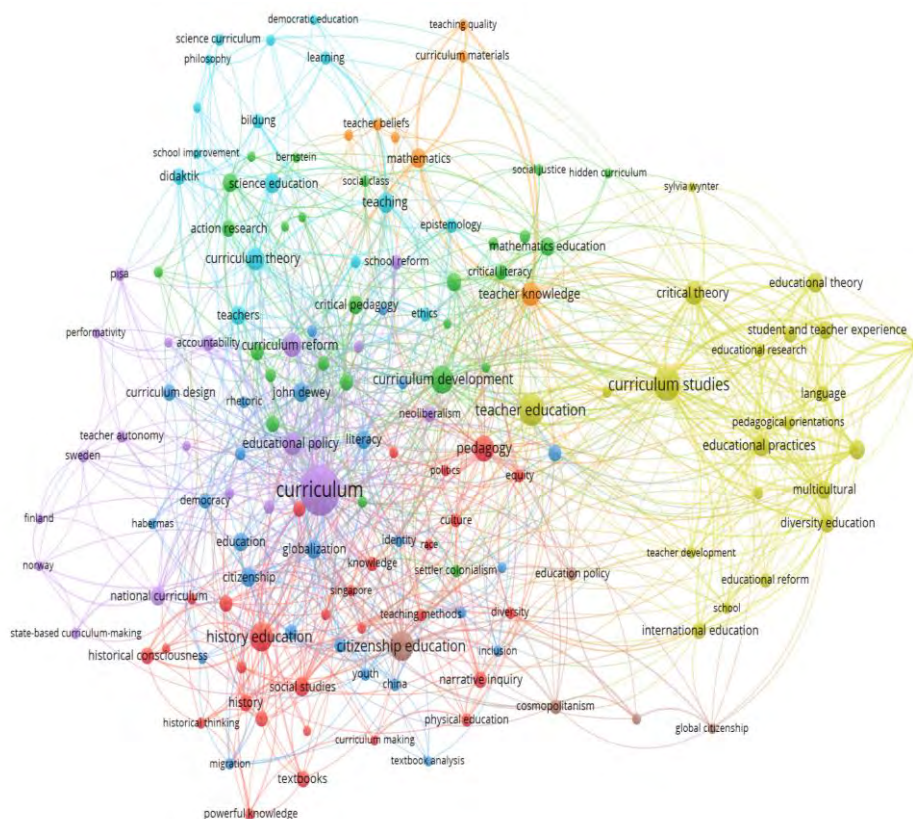 democratic education
teaching quality
science curriculum
philosophy
learning
curriculum materials
bildung
teacher beliefs
school improvement
bernstein
mathematics
didaktik
science education
social class
social justice
hidden curriculum
sylvia wynter
teaching
action research
epistemology
mathematics education
curriculum theory
school reform
critical literacy
educational theory
pisa
teacher knowledge
critical theory
critical pedagogy
ethics
teachers
student and teacher experience
performativity
accountability
curriculum reform
educational research
curriculum development
curriculum studies
curriculum design
john dewey
rhetoric
language
teacher education
neoliberalism
pedagogical orientations
teacher autonomy
educational policy
literacy
educational practices
sweden
pedagogy
politics
equity
curriculum
multicultural
democracy
finland
habermas
culture
diversity education
education
identity
race
globalization
teacher development
norway
citizenship
knowledge
settler colonialism
education policy
educational reform
singapore
national curriculum
school
teaching methods
diversity
state-based curriculum-making
history education
citizenship education
international education
historical consciousness
inclusion
youth
china
social studies
narrative inquiry
history
cosmopolitanism
historical thinking
physical education
global citizenship
curriculum making
migration
textbook analysis
textbooks
powerful knowledge